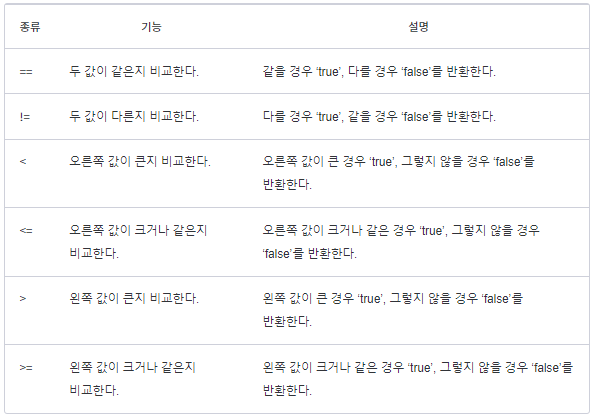 종류 기능 설명
== 두 값이 같은지 비교한다. 같을 경우 ‘true’, 다를 경우 ‘false’를 반환한다.
!= 두 값이 다른지 비교한다. 다를 경우 ‘true’, 같을 경우 ‘false’를 반환한다.
< 오른쪽 값이 큰지 비교한다. 오른쪽 값이 큰 경우 ‘true’, 그렇지 않을 경우 ‘false’를
반환한다.
<= 오른쪽 값이 크거나 같은지 오른쪽 값이 크거나 같은 경우 ‘true’, 그렇지 않을 경우
비교한다. ‘false’를 반환한다.
> 왼쪽 값이 큰지 비교한다. 왼쪽 값이 큰 경우 ‘true’, 그렇지 않을 경우 ‘false’를
반환한다.
>= 왼쪽 값이 크거나 같은지 왼쪽 값이 크거나 같은 경우 ‘true’, 그렇지 않을 경우 ‘false’를
비교한다. 반환한다.